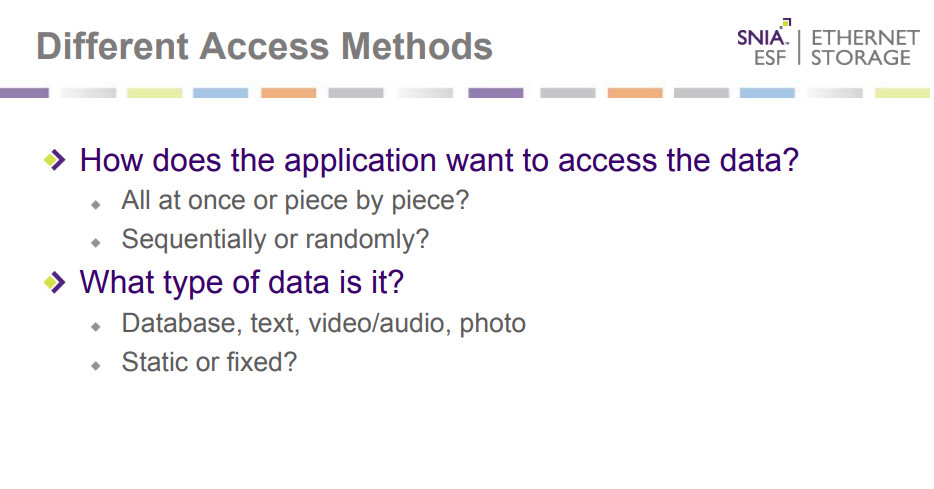 Different Access Methods
SNIA™ | ETHERNET
ESF | STORAGE
How does the application want to access the data?
All at once or piece by piece?
Sequentially or randomly?
What type of data is it?
Database, text, video/audio, photo
Static or fixed?